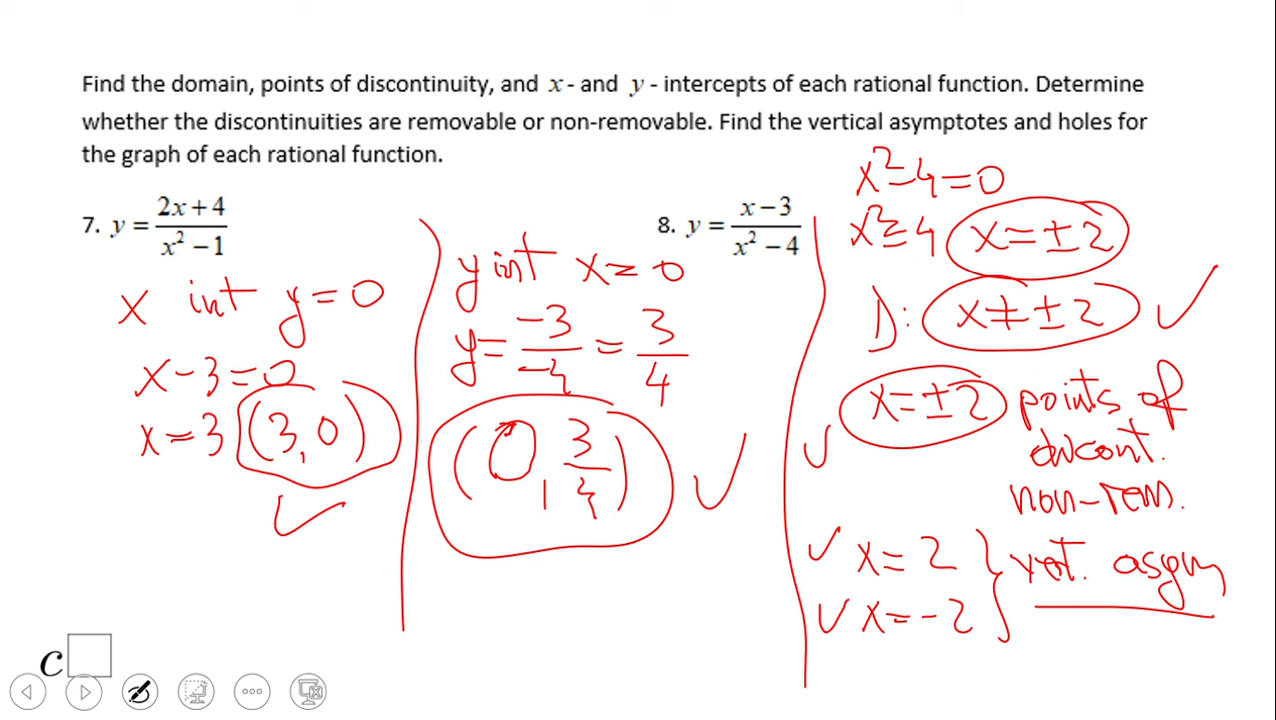 Find the domain, points of discontinuity, and x - and y - intercepts of each rational function. Determine
whether the discontinuities are removable or non-removable. Find the vertical asymptotes and holes for
the graph of each rational function.
7. y = (2x + 4)/(x² − 1)
8. y = (x − 3)/(x² − 4)
x int y = 0
x − 3 = 0
x = 3 (3, 0)
y int x = 0
y = −3/−4 = 3/4
(0, 3/4)
x² − 4 = 0
x² = 4 x = ±2
D: x ≠ ±2
x = ±2 points of
discont.
non-rem.
x = 2 } vert. asym
x = −2
c